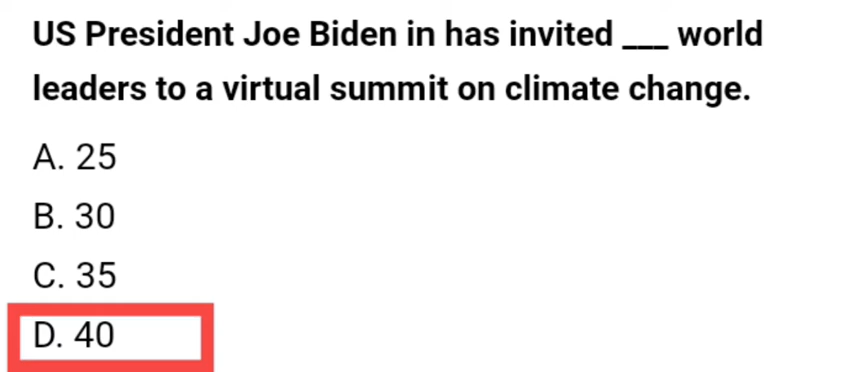 US President Joe Biden in has invited ___ world
leaders to a virtual summit on climate change.
A. 25
B. 30
C. 35
D. 40